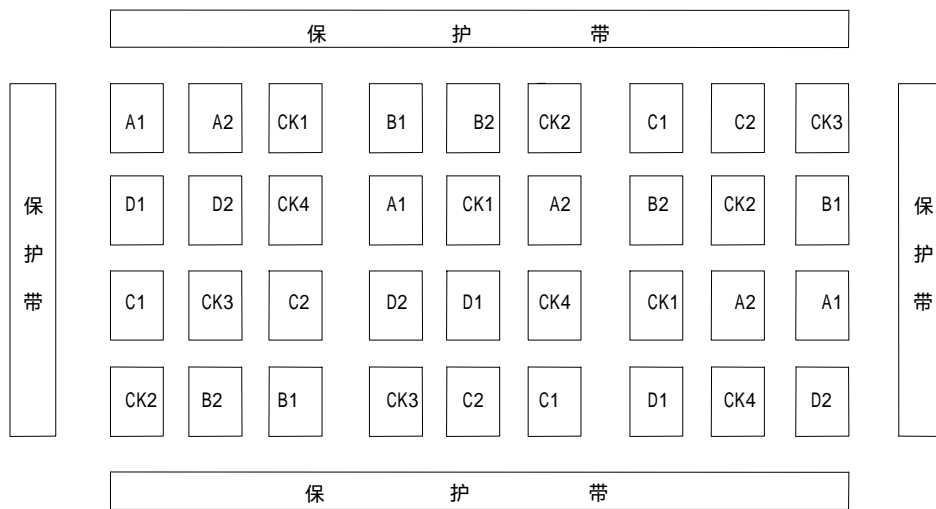 保 护 带
A1 A2 CK1 B1 B2 CK2 C1 C2 CK3
保 护 带
D1 D2 CK4 A1 CK1 A2 B2 CK2 B1
C1 CK3 C2 D2 D1 CK4 CK1 A2 A1
CK2 B2 B1 CK3 C2 C1 D1 CK4 D2
保 护 带
保 护 带